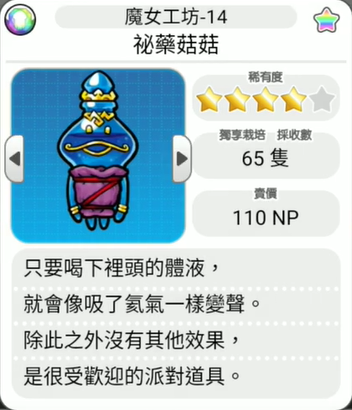 魔女工坊-14
祕藥菇菇
稀有度
獨享栽培　採收數
65 隻
賣價
110 NP
只要喝下裡頭的體液，
就會像吸了氦氣一樣變聲。
除此之外沒有其他效果，
是很受歡迎的派對道具。